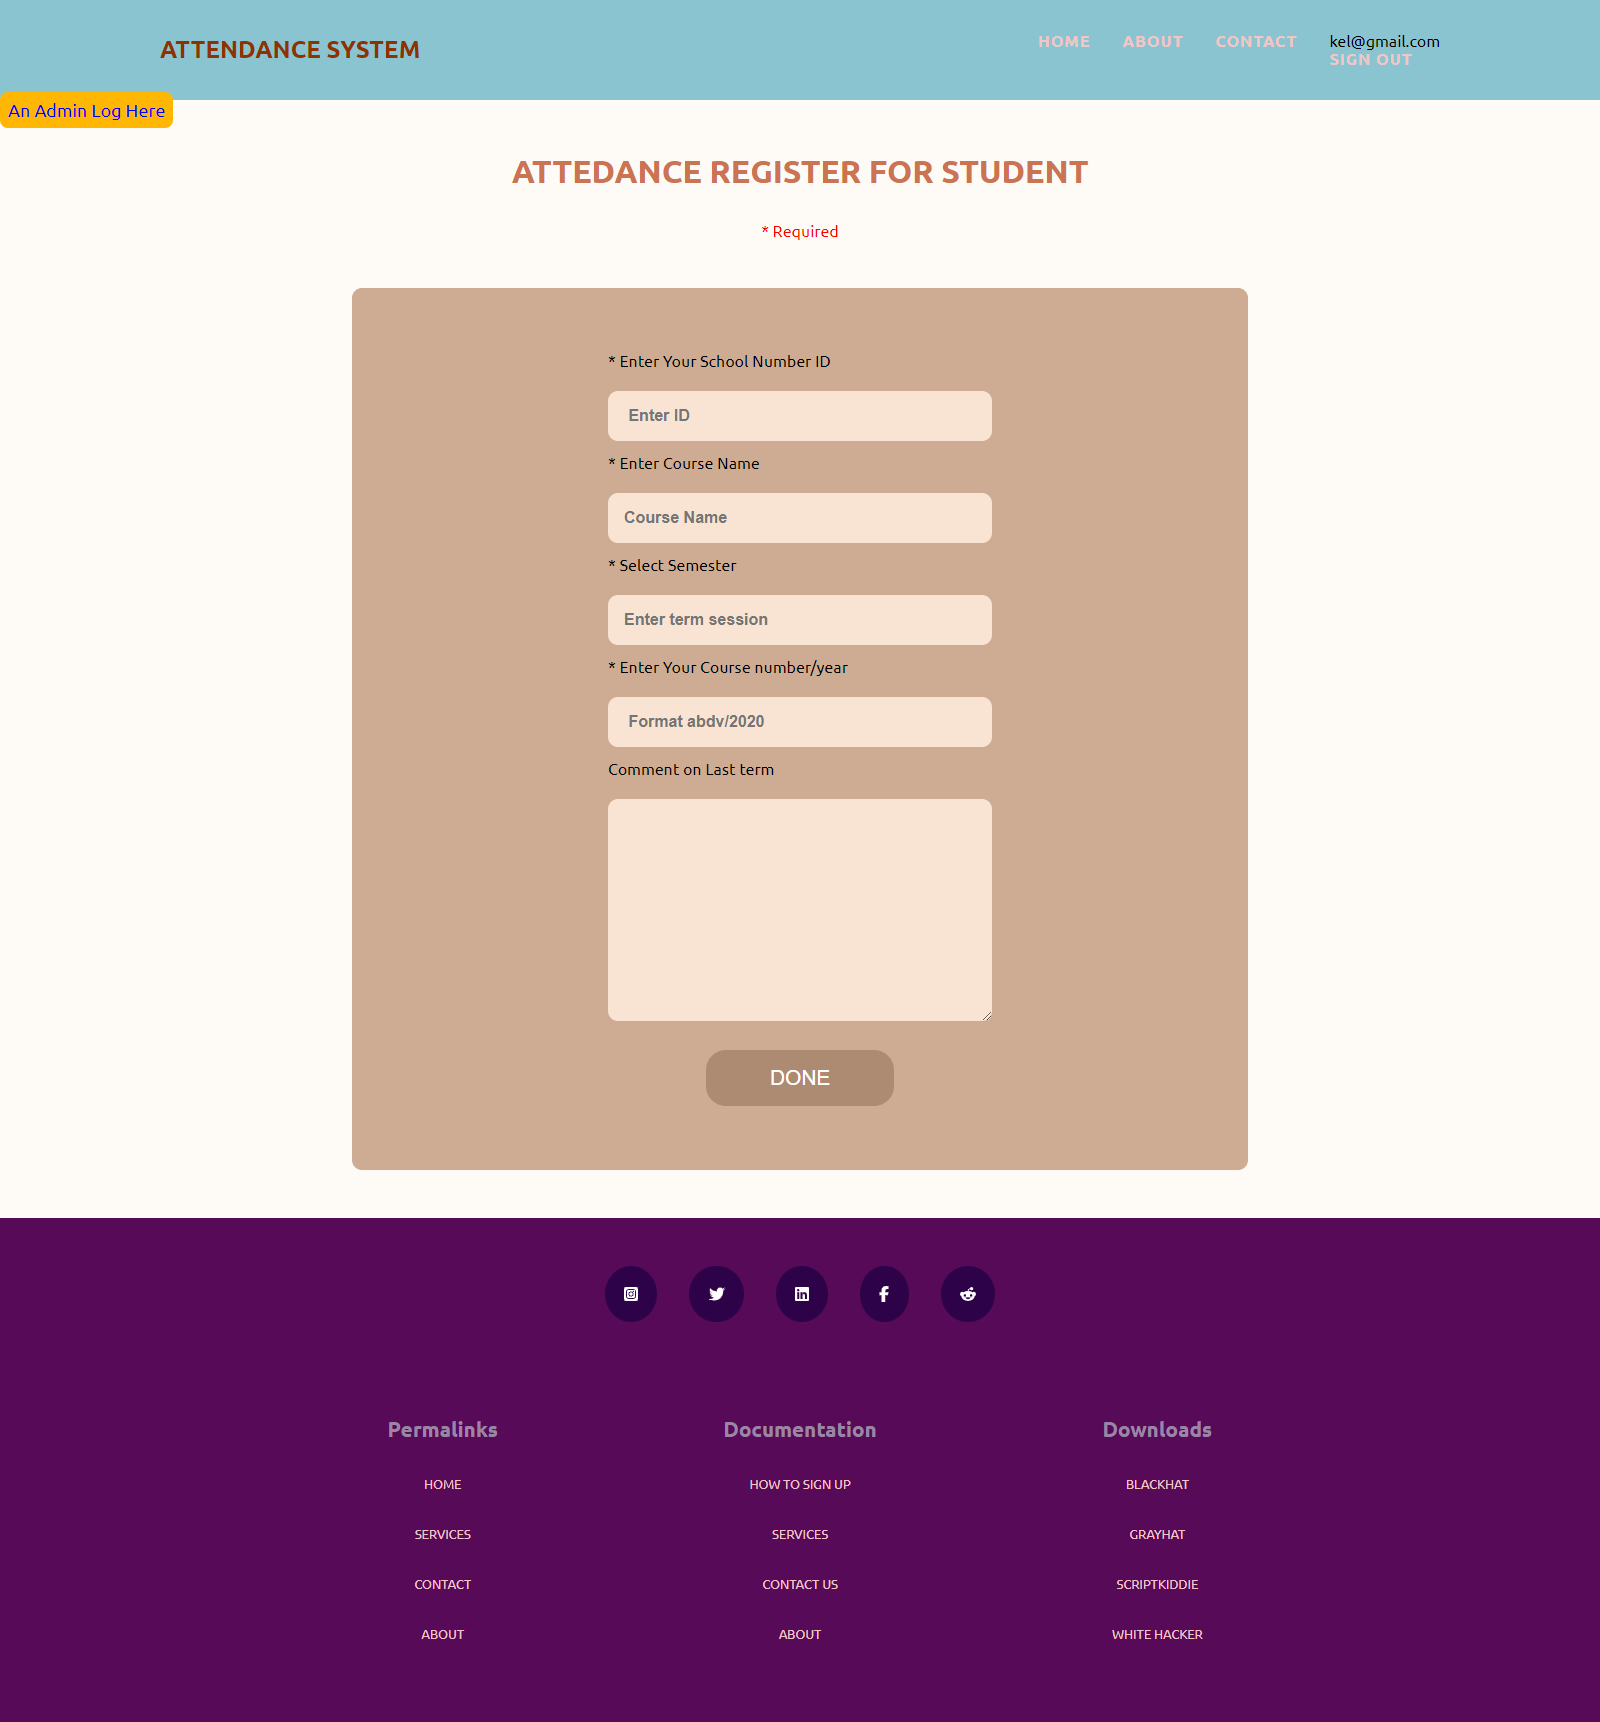 ATTENDANCE SYSTEM
HOME ABOUT CONTACT kel@gmail.com
SIGN OUT
An Admin Log Here
ATTEDANCE REGISTER FOR STUDENT
* Required
* Enter Your School Number ID
Enter ID
* Enter Course Name
Course Name
* Select Semester
Enter term session
* Enter Your Course number/year
Format abdv/2020
Comment on Last term
DONE
Permalinks Documentation Downloads
HOME HOW TO SIGN UP BLACKHAT
SERVICES SERVICES GRAYHAT
CONTACT CONTACT US SCRIPTKIDDIE
ABOUT ABOUT WHITE HACKER